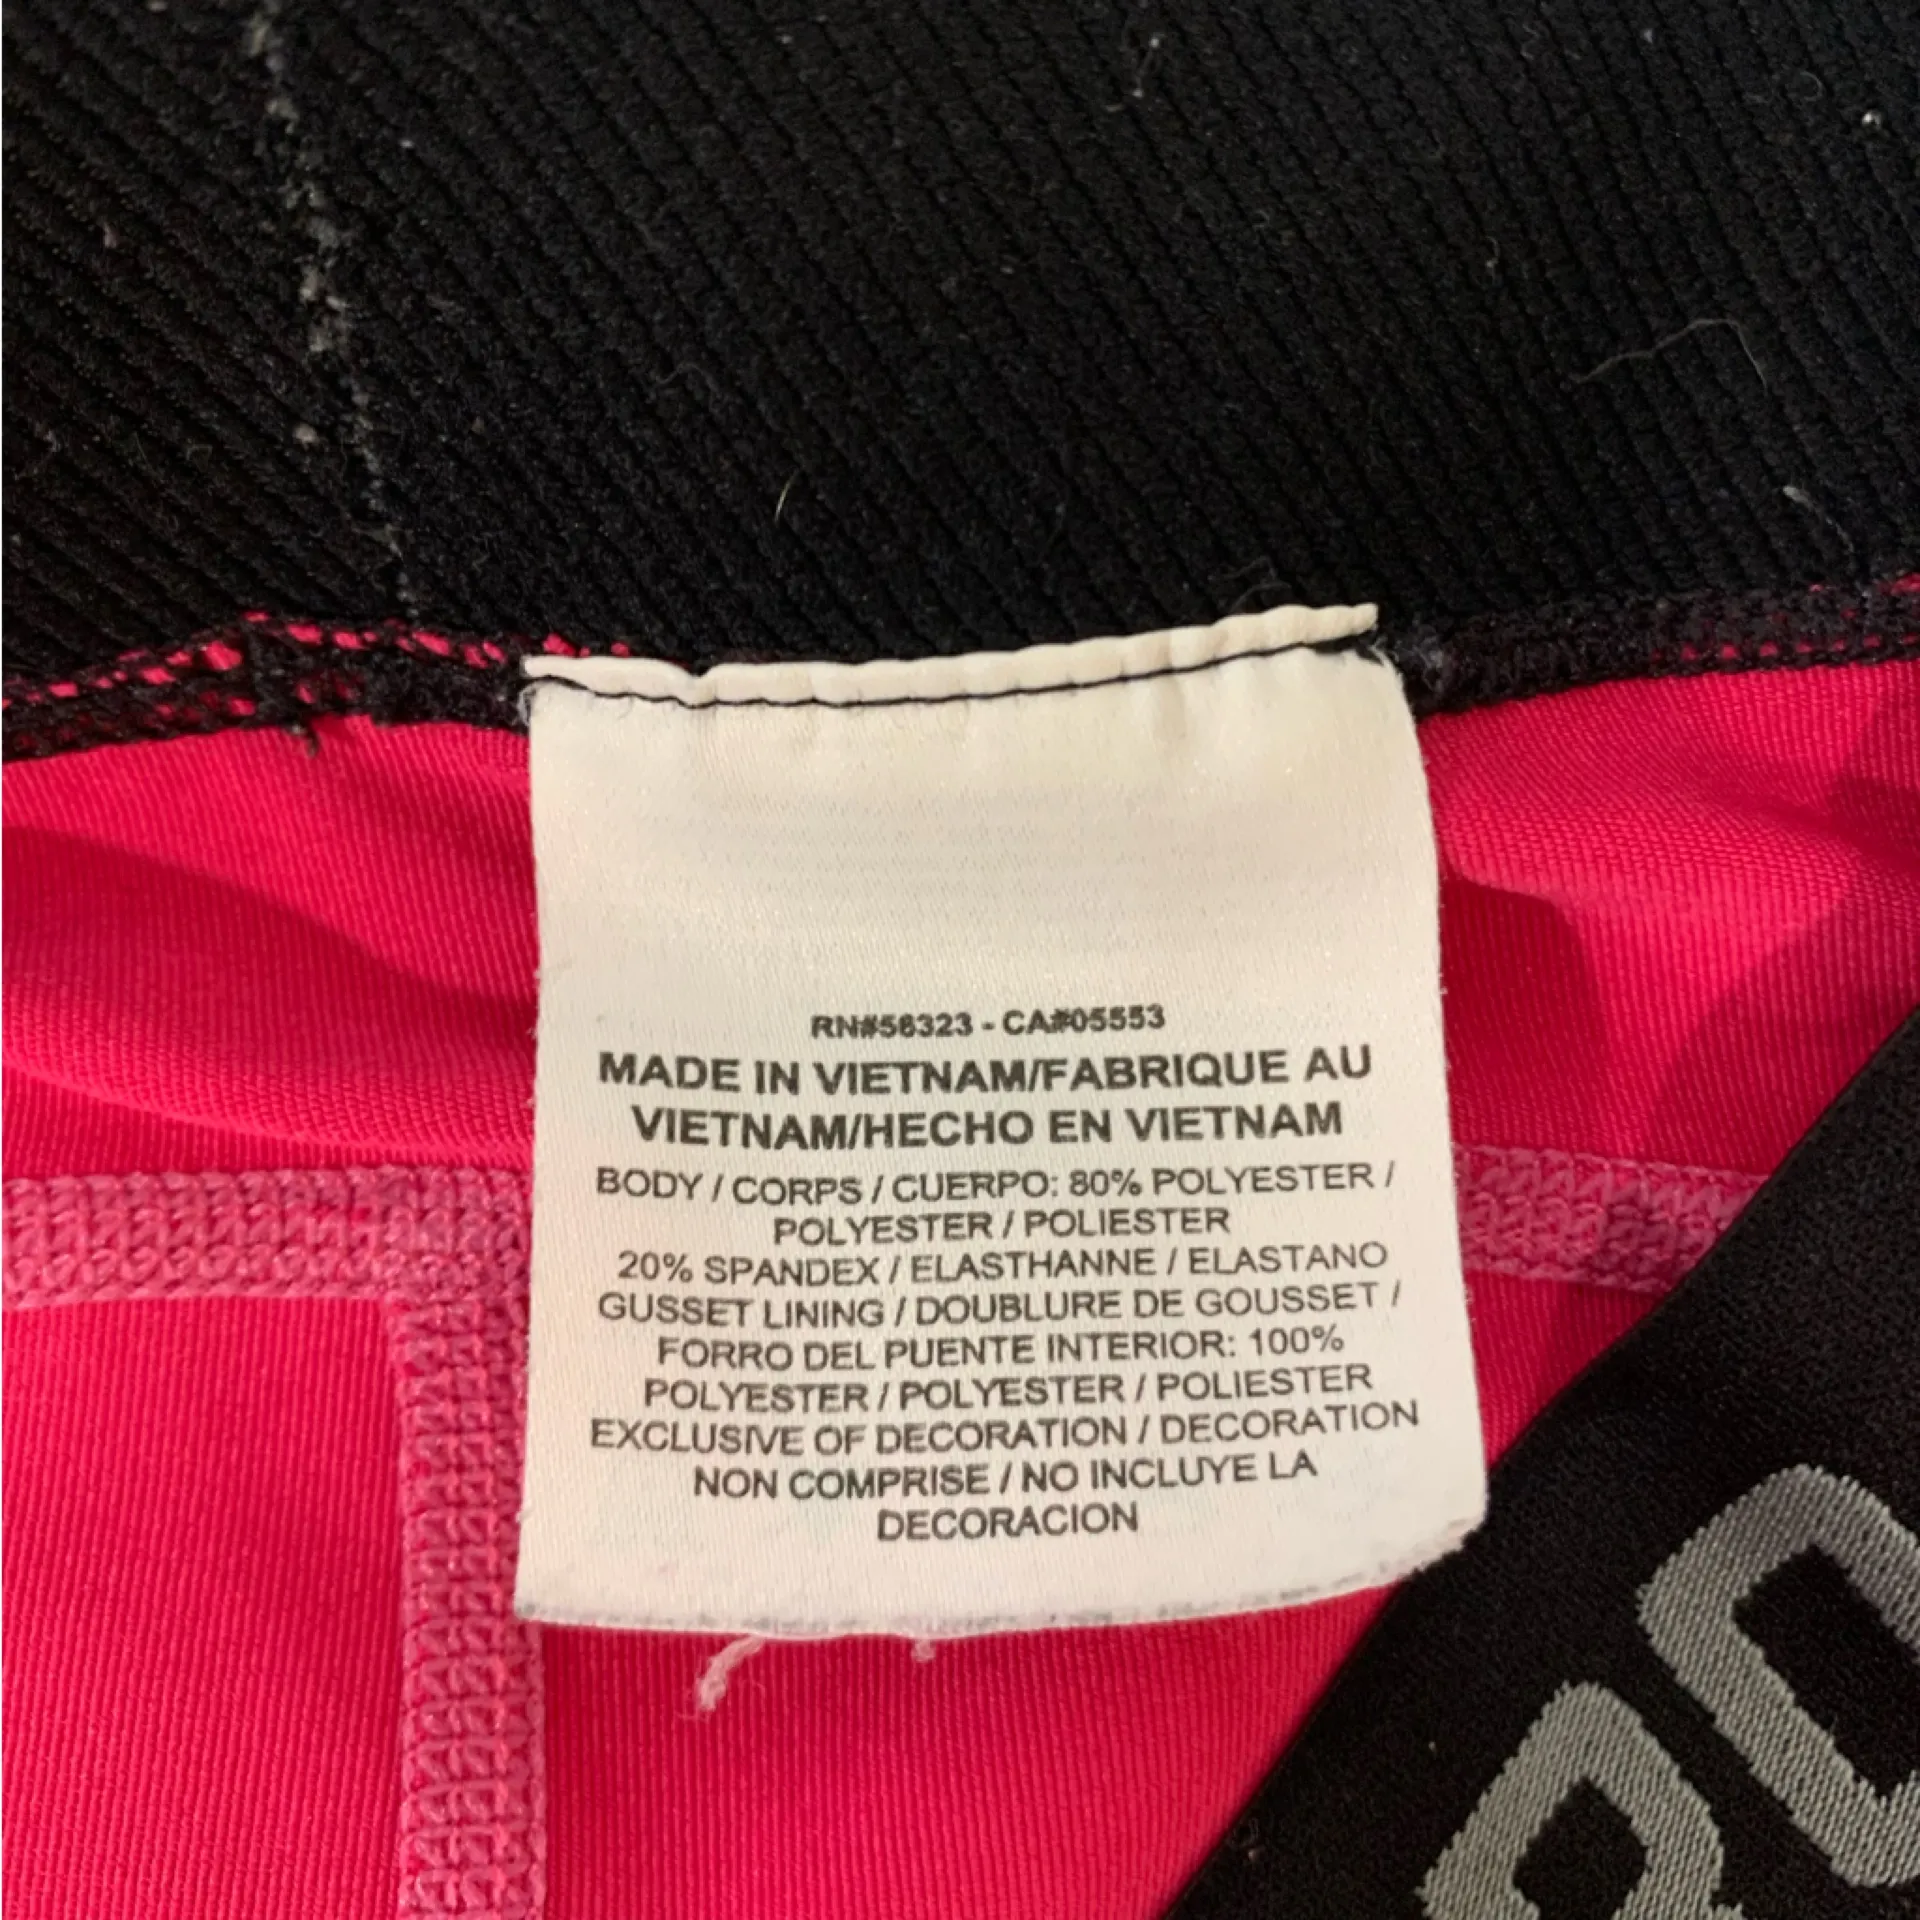 RN#56323 - CA#05553
MADE IN VIETNAM/FABRIQUE AU
VIETNAM/HECHO EN VIETNAM
BODY / CORPS / CUERPO: 80% POLYESTER /
POLYESTER / POLIESTER
20% SPANDEX / ELASTHANNE / ELASTANO
GUSSET LINING / DOUBLURE DE GOUSSET /
FORRO DEL PUENTE INTERIOR: 100%
POLYESTER / POLYESTER / POLIESTER
EXCLUSIVE OF DECORATION / DECORATION
NON COMPRISE / NO INCLUYE LA
DECORACION